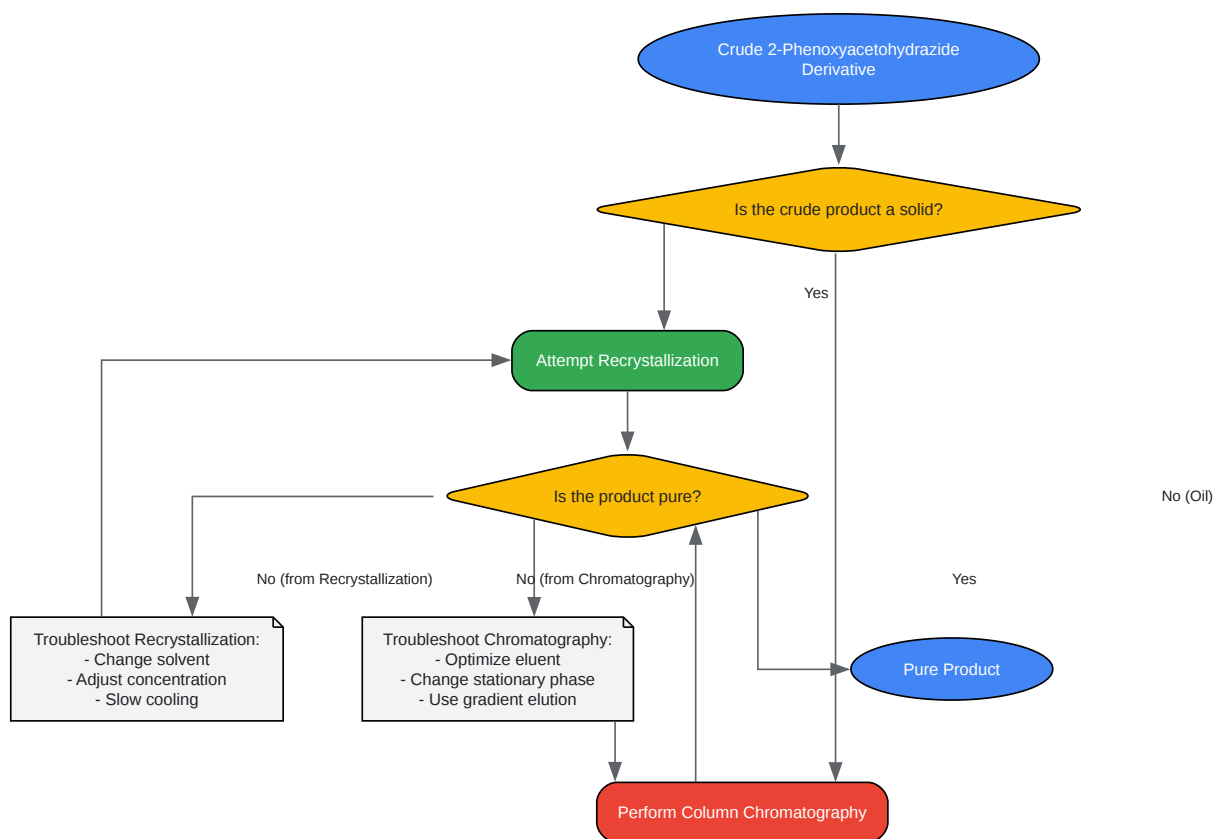 Crude 2-Phenoxyacetohydrazide
Derivative
Is the crude product a solid?
Yes
Attempt Recrystallization
Is the product pure?
No (Oil)
No (from Recrystallization)
No (from Chromatography)
Yes
Troubleshoot Recrystallization:
- Change solvent
- Adjust concentration
- Slow cooling
Troubleshoot Chromatography:
- Optimize eluent
- Change stationary phase
- Use gradient elution
Pure Product
Perform Column Chromatography